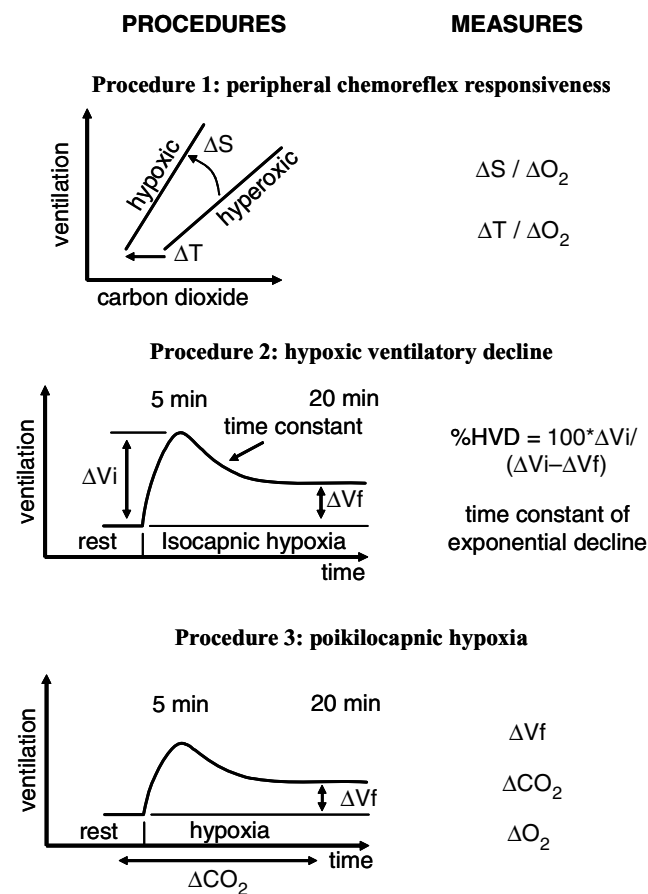 PROCEDURES MEASURES
Procedure 1: peripheral chemoreflex responsiveness
ventilation
hypoxic
ΔS
hyperoxic
ΔT
carbon dioxide
ΔS / ΔO₂
ΔT / ΔO₂
Procedure 2: hypoxic ventilatory decline
ventilation
5 min 20 min
time constant
ΔVi
ΔVf
rest Isocapnic hypoxia
time
%HVD = 100*ΔVi/
(ΔVi–ΔVf)
time constant of
exponential decline
Procedure 3: poikilocapnic hypoxia
ventilation
5 min 20 min
ΔVf
rest hypoxia
time
ΔCO₂
ΔVf
ΔCO₂
ΔO₂